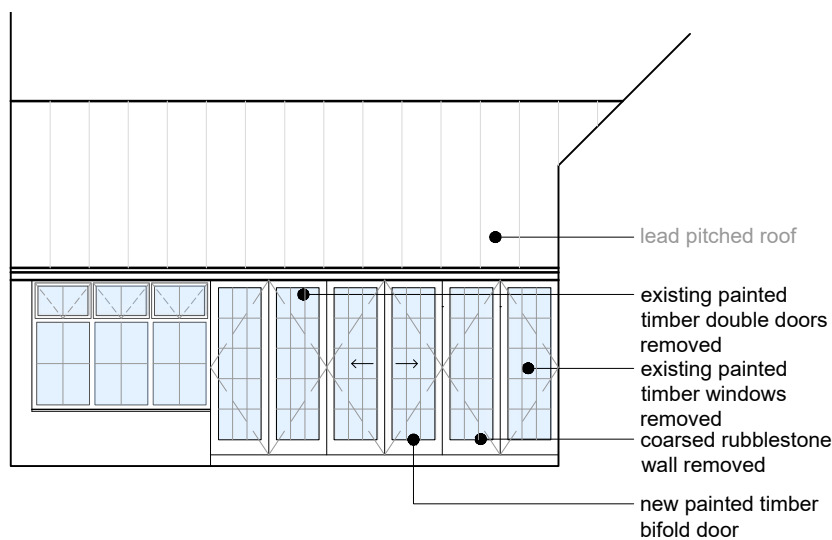 lead pitched roof
existing painted
timber double doors
removed
existing painted
timber windows
removed
coarsed rubblestone
wall removed
new painted timber
bifold door